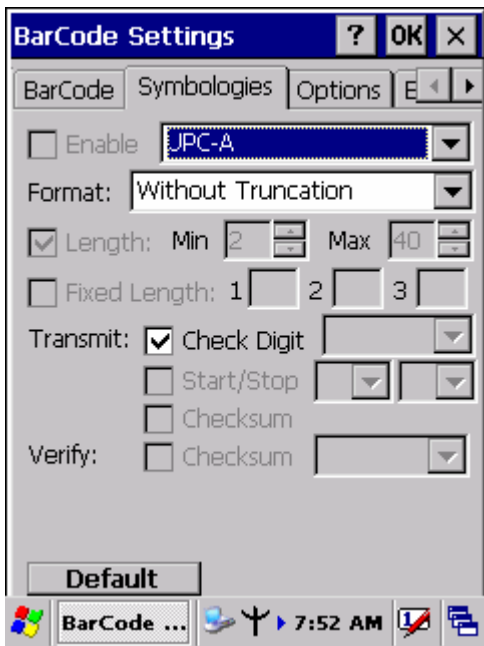 BarCode Settings ? OK ×
BarCode Symbologies Options E
Enable UPC-A
Format: Without Truncation
Length: Min 2 Max 40
Fixed Length: 1 2 3
Transmit: Check Digit
Start/Stop
Checksum
Verify: Checksum
Default
BarCode ... 7:52 AM